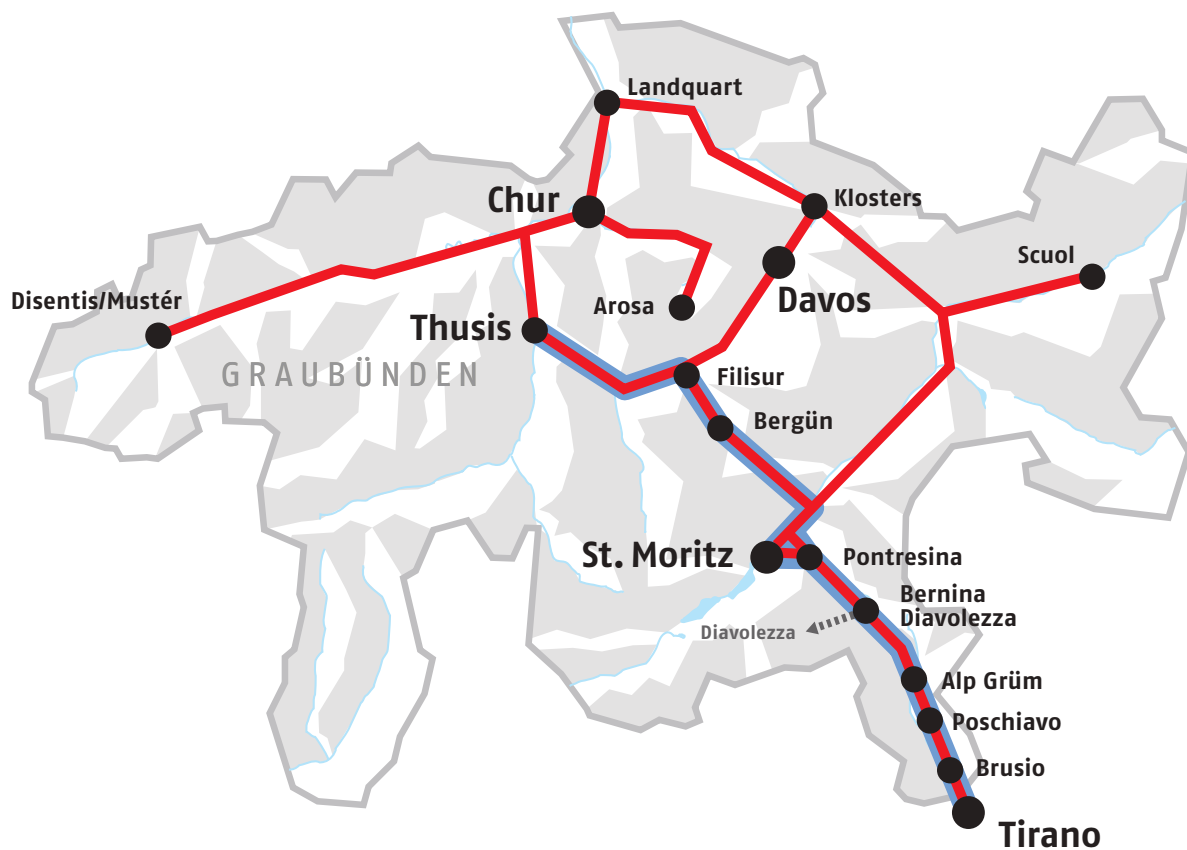 Landquart
Chur
Klosters
Scuol
Disentis/Mustér
Arosa
Davos
Thusis
GRAUBÜNDEN
Filisur
Bergün
St. Moritz
Pontresina
Bernina
Diavolezza
Diavolezza
Alp Grüm
Poschiavo
Brusio
Tirano